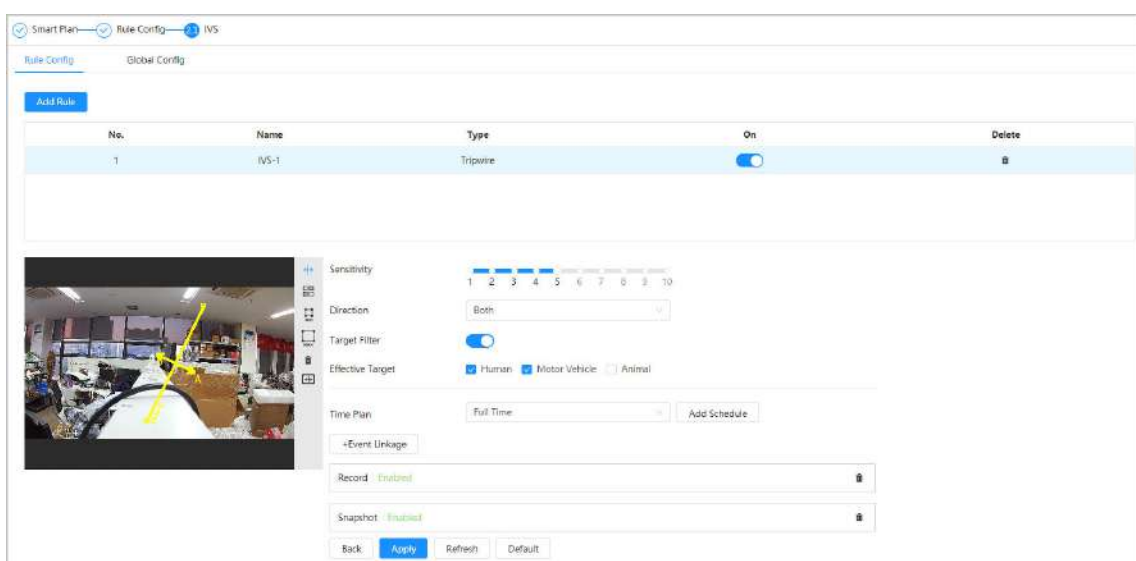 Smart Plan Rule Config 2.1 IVS
Rule Config Global Config
Add Rule
No. Name Type On Delete
1 IVS-1 Tripwire
Sensitivity
1 2 3 4 5 6 7 8 9 10
Direction Both
Target Filter
Effective Target Human Motor Vehicle Animal
Time Plan Full Time Add Schedule
+Event Linkage
Record Enabled
Snapshot Enabled
Back Apply Refresh Default